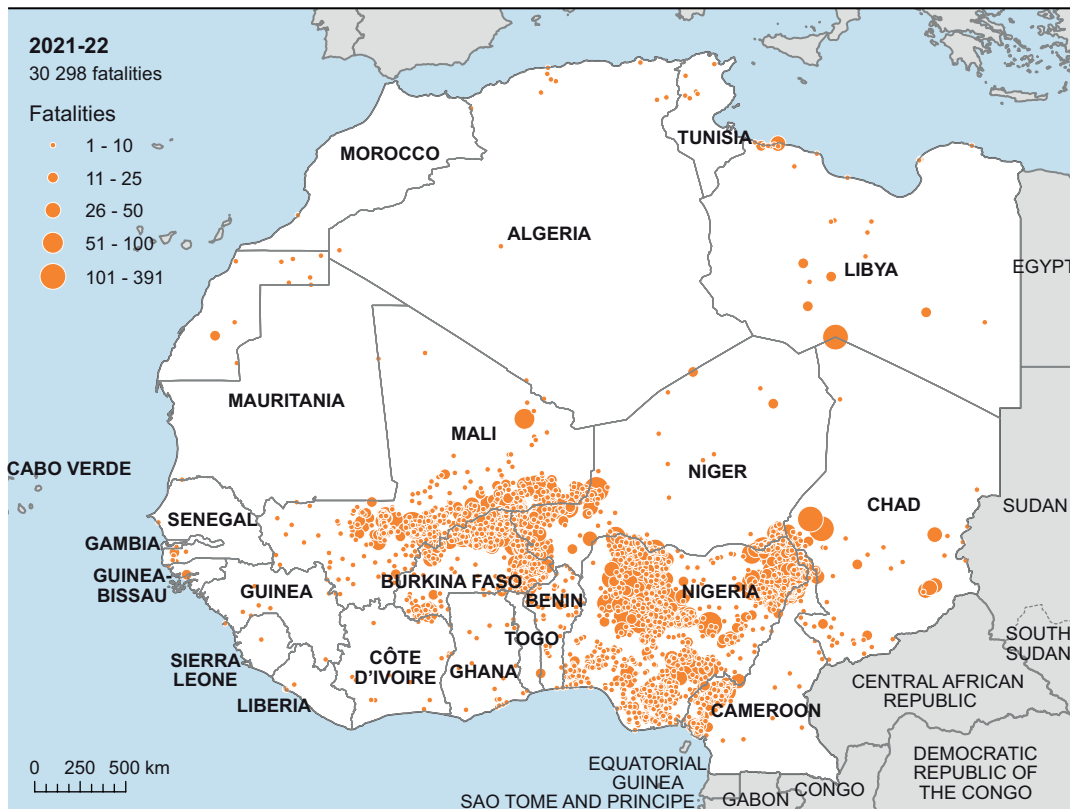 2021-22
30 298 fatalities
Fatalities
1 - 10
11 - 25
26 - 50
51 - 100
101 - 391
MOROCCO
TUNISIA
ALGERIA
LIBYA
EGYPT
MAURITANIA
MALI
NIGER
CABO VERDE
CHAD
SUDAN
SENEGAL
GAMBIA
GUINEA-
BISSAU
GUINEA
BURKINA FASO
BENIN
NIGERIA
TOGO
SIERRA
LEONE
CÔTE
D'IVOIRE
GHANA
SOUTH
SUDAN
LIBERIA
CAMEROON
CENTRAL AFRICAN
REPUBLIC
0 250 500 km
EQUATORIAL
GUINEA
SAO TOME AND PRINCIPE
GABON
CONGO
DEMOCRATIC
REPUBLIC OF
THE CONGO